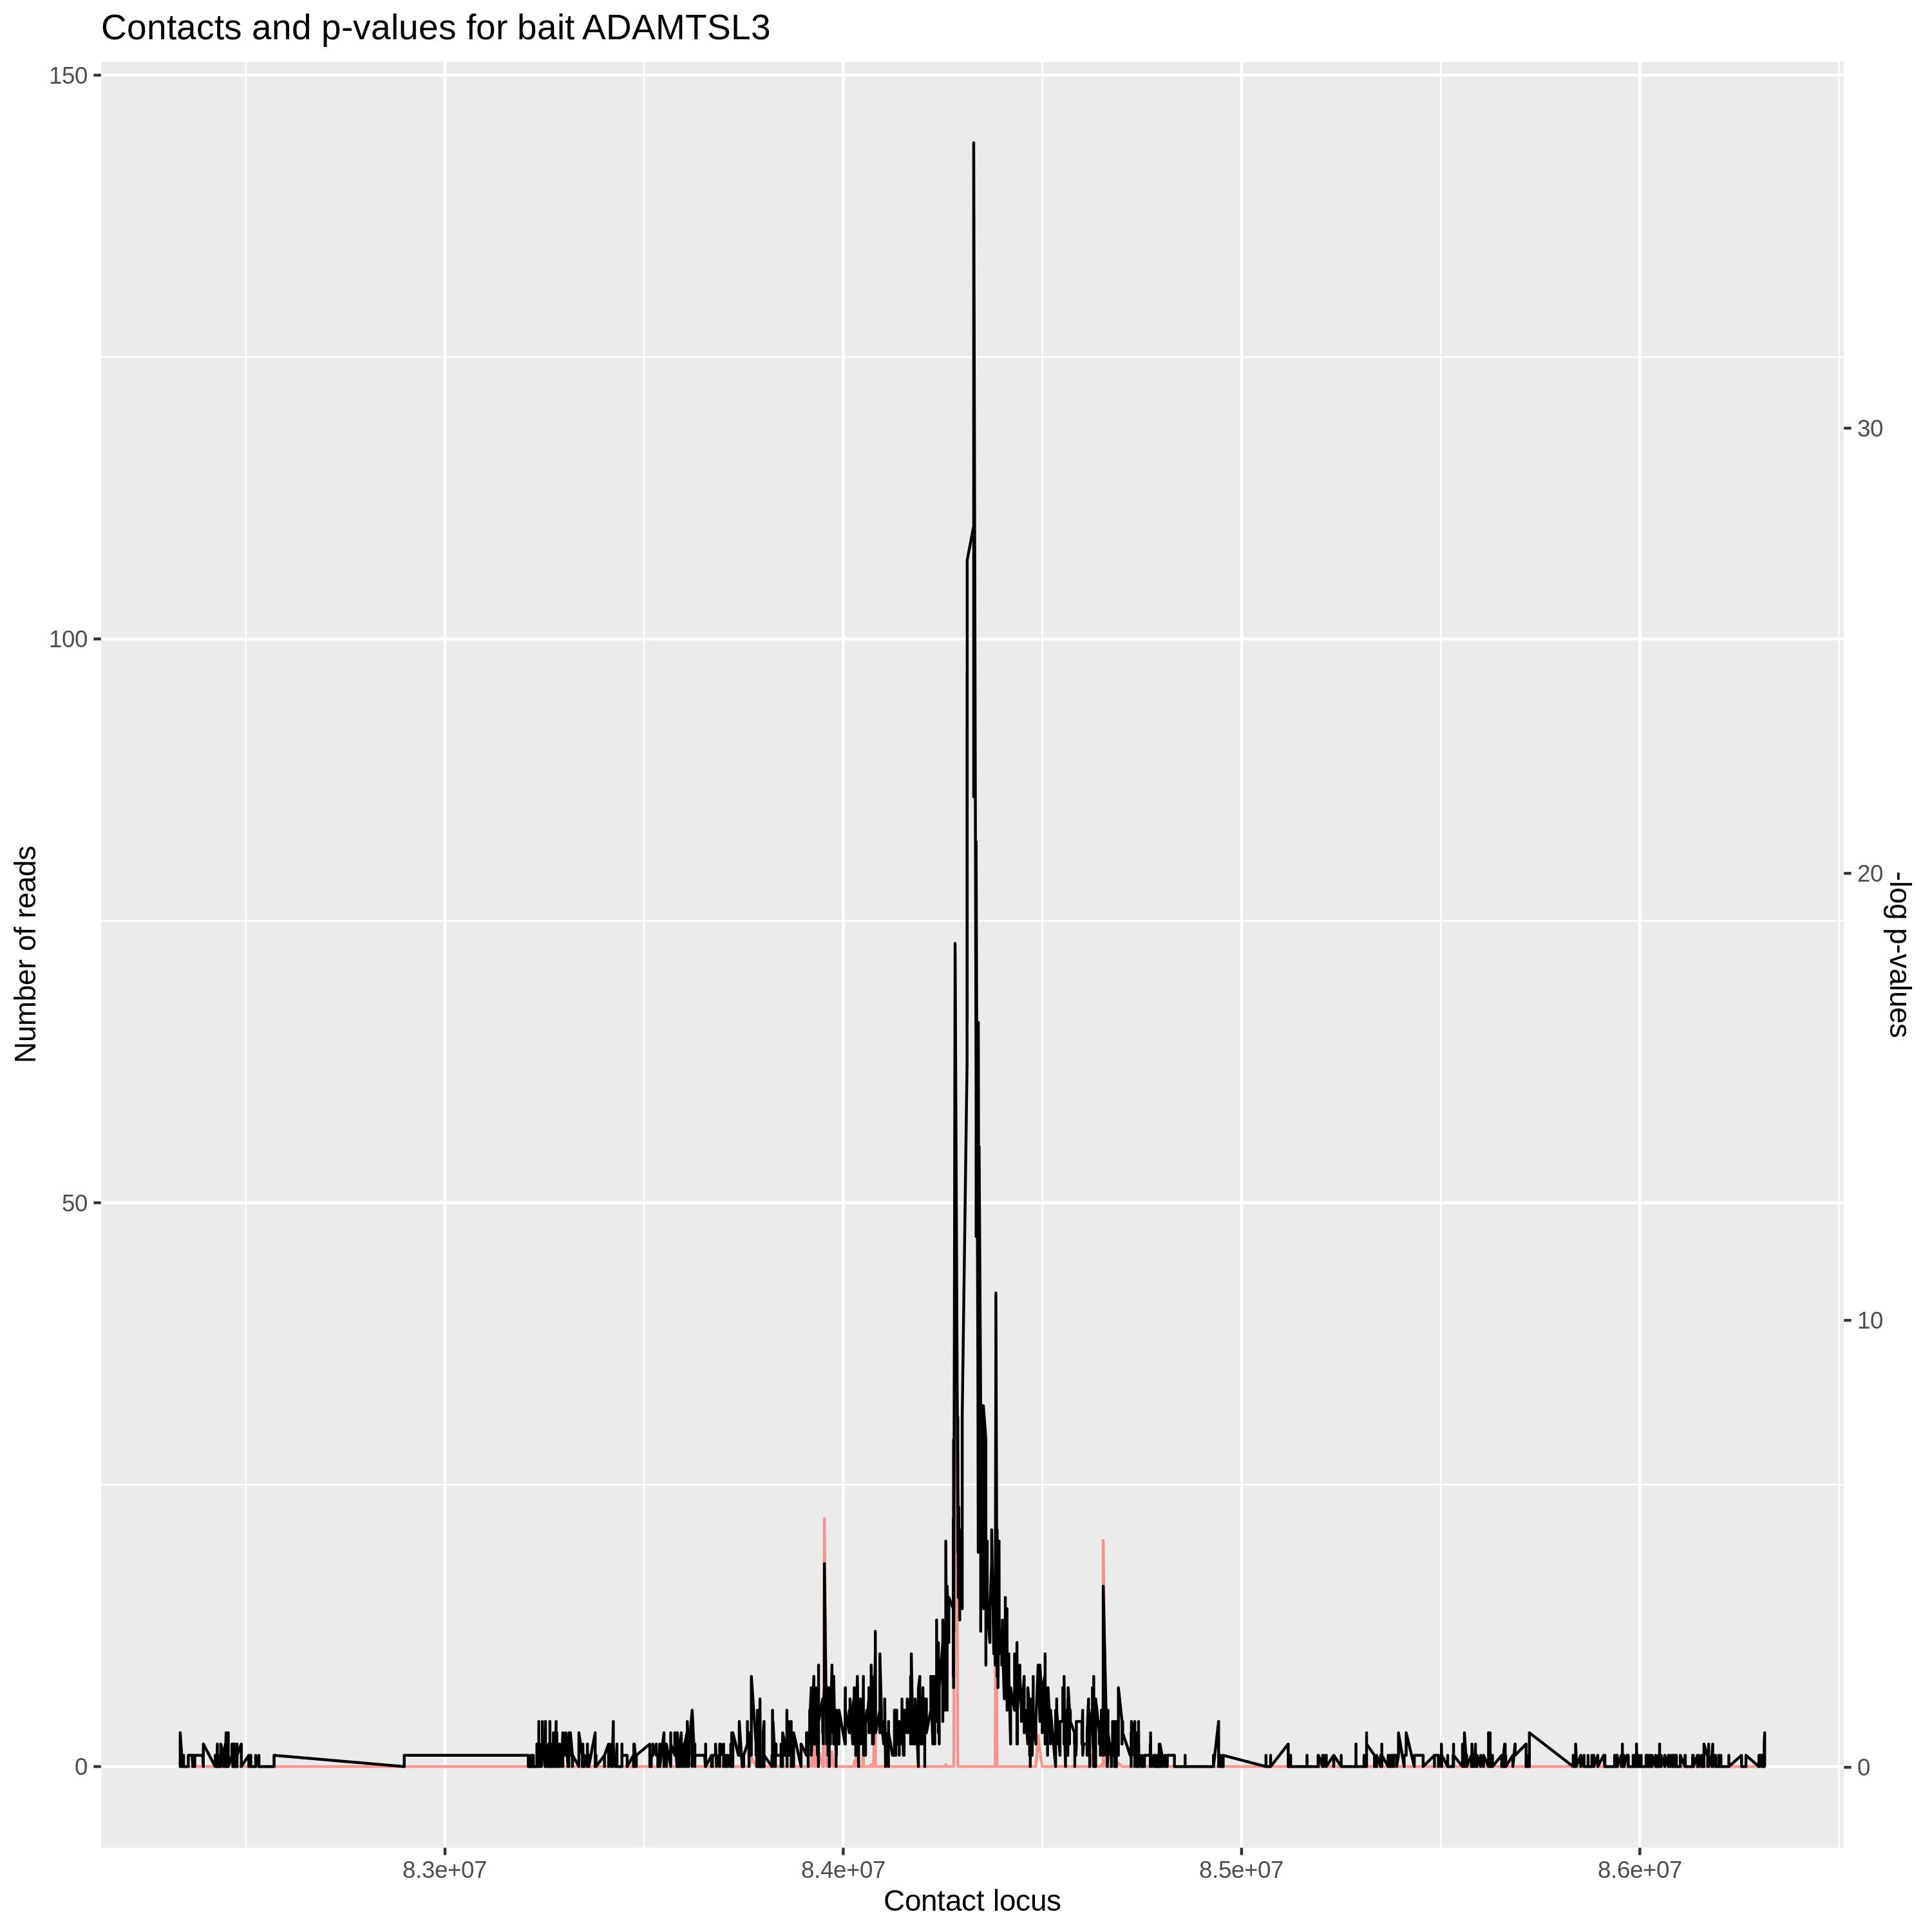 Contacts and p-values for bait ADAMTSL3
150
100
50
0
Number of reads
30
20
10
0
-log p-values
8.3e+07 8.4e+07 8.5e+07 8.6e+07
Contact locus